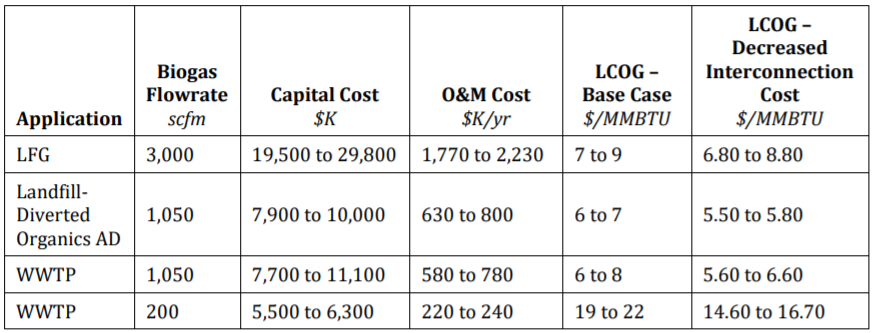 Application Biogas Flowrate scfm Capital Cost $K O&M Cost $K/yr LCOG – Base Case $/MMBTU LCOG – Decreased Interconnection Cost $/MMBTU
LFG 3,000 19,500 to 29,800 1,770 to 2,230 7 to 9 6.80 to 8.80
Landfill-Diverted Organics AD 1,050 7,900 to 10,000 630 to 800 6 to 7 5.50 to 5.80
WWTP 1,050 7,700 to 11,100 580 to 780 6 to 8 5.60 to 6.60
WWTP 200 5,500 to 6,300 220 to 240 19 to 22 14.60 to 16.70